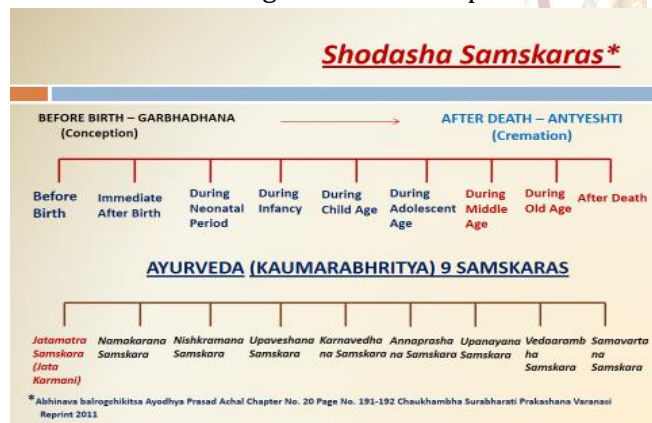 Shodasha Samskaras*
BEFORE BIRTH – GARBHADHANA
(Conception)
AFTER DEATH – ANTYESHTI
(Cremation)
Before
Birth
Immediate
After Birth
During
Neonatal
Period
During
Infancy
During
Child Age
During
Adolescent
Age
During
Middle
Age
During
Old Age
After Death
AYURVEDA (KAUMARABHRITYA) 9 SAMSKARAS
Jatamatra
Samskara
(Jata
Karmani)
Namakarana
Samskara
Nishkramana
Samskara
Upaveshana
Samskara
Karnavedha
na Samskara
Annaprasha
na Samskara
Upanayana
Samskara
Vedaaramb
ha
Samskara
Samavarta
na
Samskara
*Abhinava balrogchikitsa Ayodhya Prasad Achal Chapter No. 20 Page No. 191-192 Chaukhambha Surabharati Prakashana Varanasi
Reprint 2011